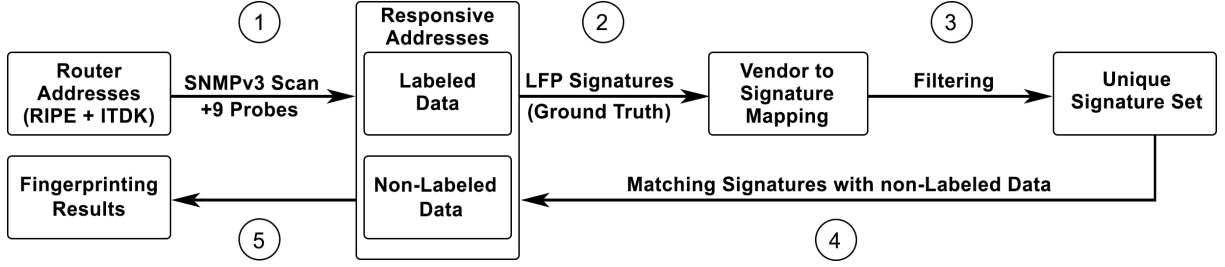 1
2
3
Responsive
Addresses
Router
Addresses
(RIPE + ITDK)
SNMPv3 Scan
+9 Probes
Labeled
Data
LFP Signatures
(Ground Truth)
Vendor to
Signature
Mapping
Filtering
Unique
Signature Set
Fingerprinting
Results
Non-Labeled
Data
Matching Signatures with non-Labeled Data
5
4